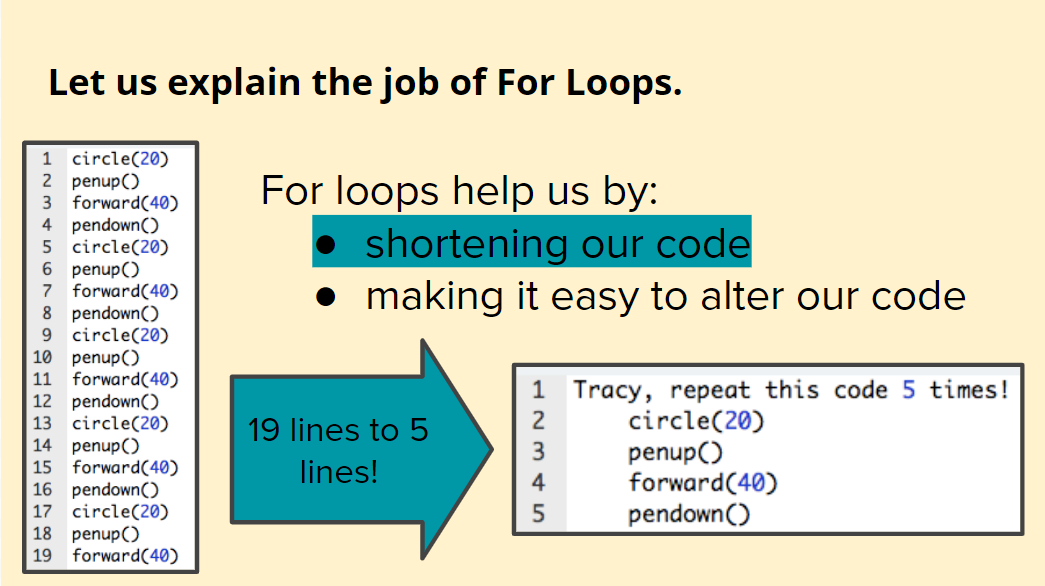 Let us explain the job of For Loops.
1 circle(20)
2 penup()
3 forward(40)
4 pendown()
5 circle(20)
6 penup()
7 forward(40)
8 pendown()
9 circle(20)
10 penup()
11 forward(40)
12 pendown()
13 circle(20)
14 penup()
15 forward(40)
16 pendown()
17 circle(20)
18 penup()
19 forward(40)
For loops help us by:
● shortening our code
● making it easy to alter our code
19 lines to 5
lines!
1 Tracy, repeat this code 5 times!
2 circle(20)
3 penup()
4 forward(40)
5 pendown()